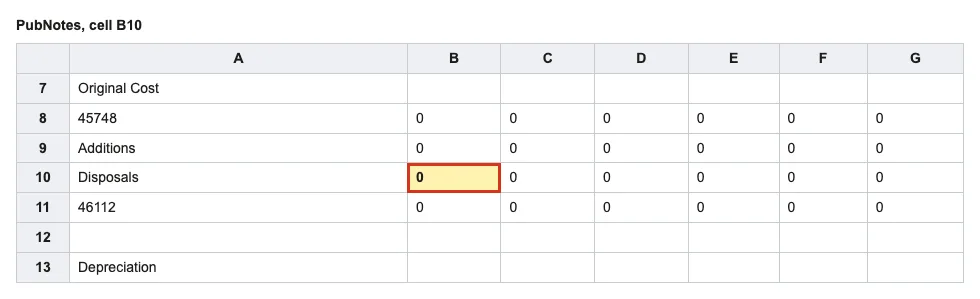 PubNotes, cell B10
A B C D E F G
7 Original Cost
8 45748 0 0 0 0 0 0
9 Additions 0 0 0 0 0 0
10 Disposals 0 0 0 0 0 0
11 46112 0 0 0 0 0 0
12
13 Depreciation